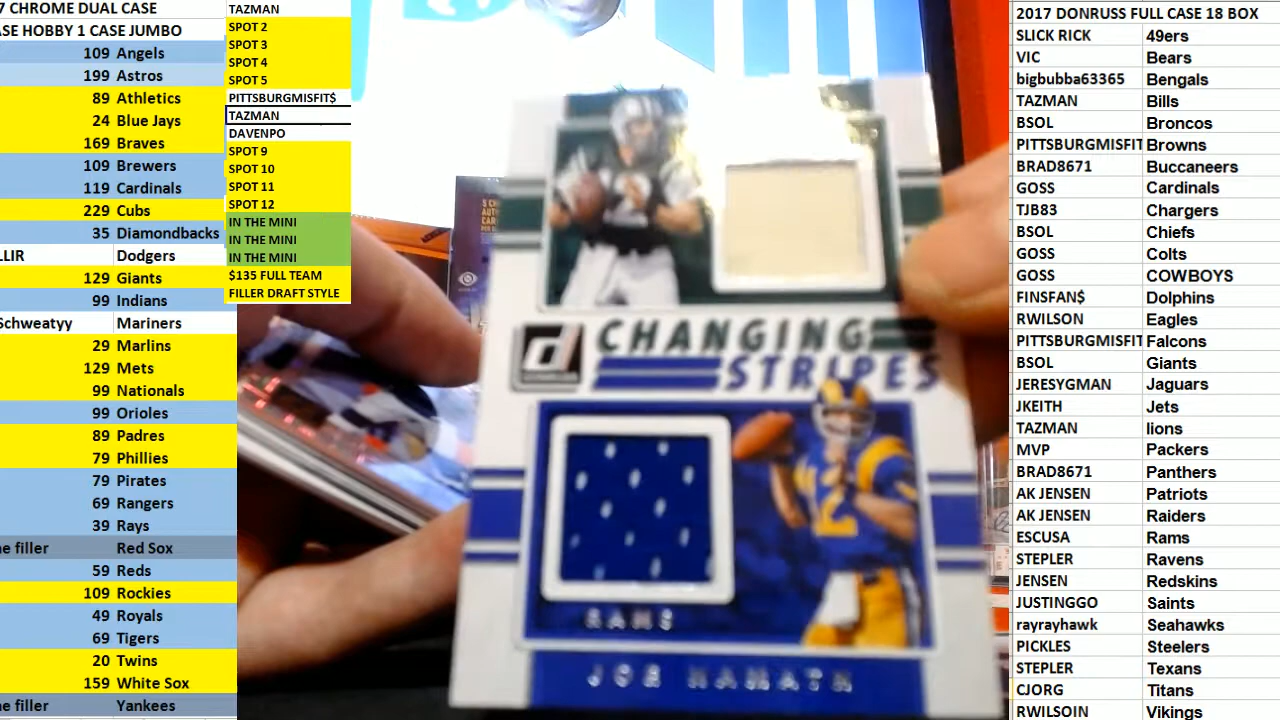 7 CHROME DUAL CASE
ASE HOBBY 1 CASE JUMBO
109 Angels
199 Astros
89 Athletics
24 Blue Jays
169 Braves
109 Brewers
119 Cardinals
229 Cubs
35 Diamondbacks
LLIR Dodgers
129 Giants
99 Indians
Schweatyy Mariners
29 Marlins
129 Mets
99 Nationals
99 Orioles
89 Padres
79 Phillies
79 Pirates
69 Rangers
39 Rays
ne filler Red Sox
59 Reds
109 Rockies
49 Royals
69 Tigers
20 Twins
159 White Sox
ne filler Yankees
TAZMAN
SPOT 2
SPOT 3
SPOT 4
SPOT 5
PITTSBURGMISFIT$
TAZMAN
DAVENPO
SPOT 9
SPOT 10
SPOT 11
SPOT 12
IN THE MINI
IN THE MINI
IN THE MINI
$135 FULL TEAM
FILLER DRAFT STYLE
CHANGING
STRIPES
12
RAMS
JOE NAMATH
2017 DONRUSS FULL CASE 18 BOX
SLICK RICK 49ers
VIC Bears
bigbubba63365 Bengals
TAZMAN Bills
BSOL Broncos
PITTSBURGMISFIT Browns
BRAD8671 Buccaneers
GOSS Cardinals
TJB83 Chargers
BSOL Chiefs
GOSS Colts
GOSS COWBOYS
FINSFAN$ Dolphins
RWILSON Eagles
PITTSBURGMISFIT Falcons
BSOL Giants
JERESYGMAN Jaguars
JKEITH Jets
TAZMAN lions
MVP Packers
BRAD8671 Panthers
AK JENSEN Patriots
AK JENSEN Raiders
ESCUSA Rams
STEPLER Ravens
JENSEN Redskins
JUSTINGGO Saints
rayrayhawk Seahawks
PICKLES Steelers
STEPLER Texans
CJORG Titans
RWILSOIN Vikings